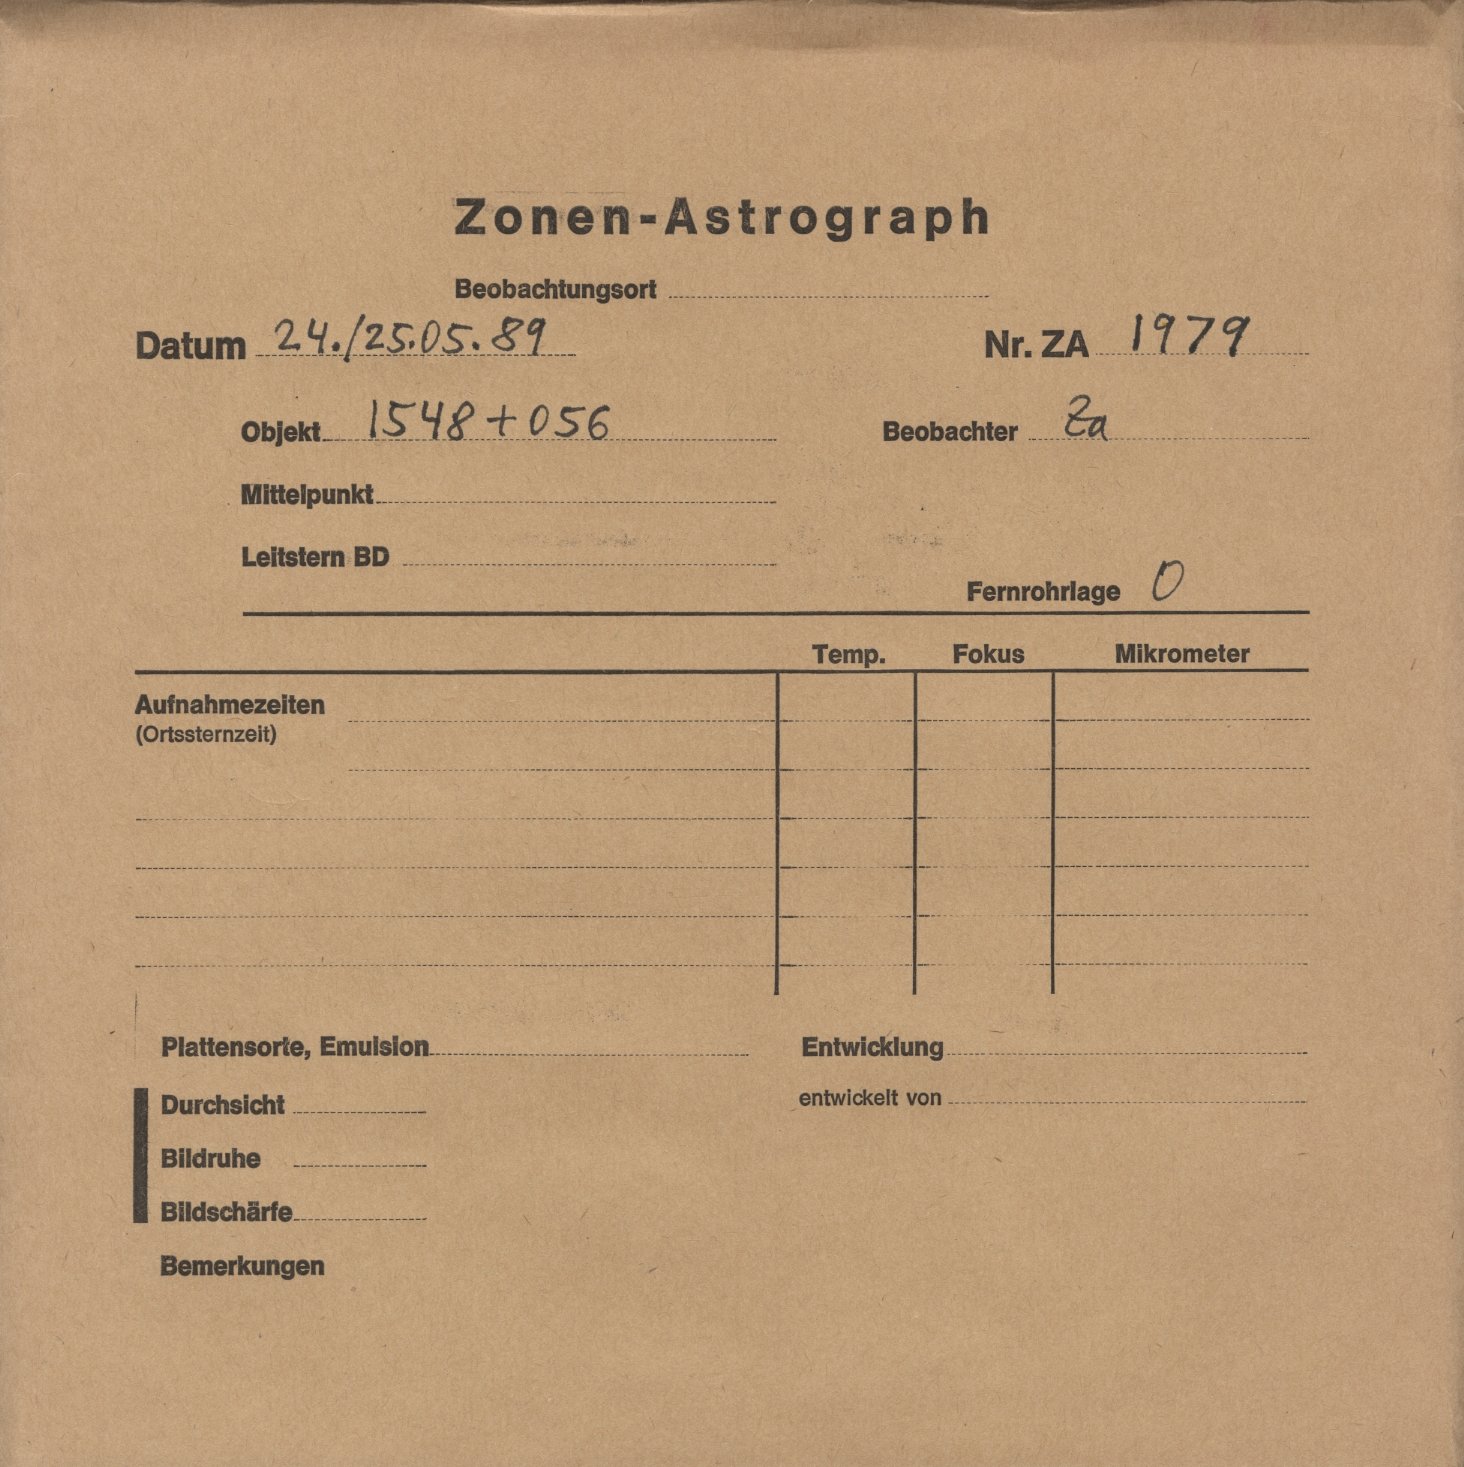 Zonen-Astrograph
Beobachtungsort
Datum 24./25.05.89 Nr. ZA 1979
Objekt 1548+056 Beobachter Za
Mittelpunkt
Leitstern BD
Fernrohrlage O
Temp. Fokus Mikrometer
Aufnahmezeiten
(Ortssternzeit)
Plattensorte, Emulsion Entwicklung
Durchsicht entwickelt von
Bildruhe
Bildschärfe
Bemerkungen